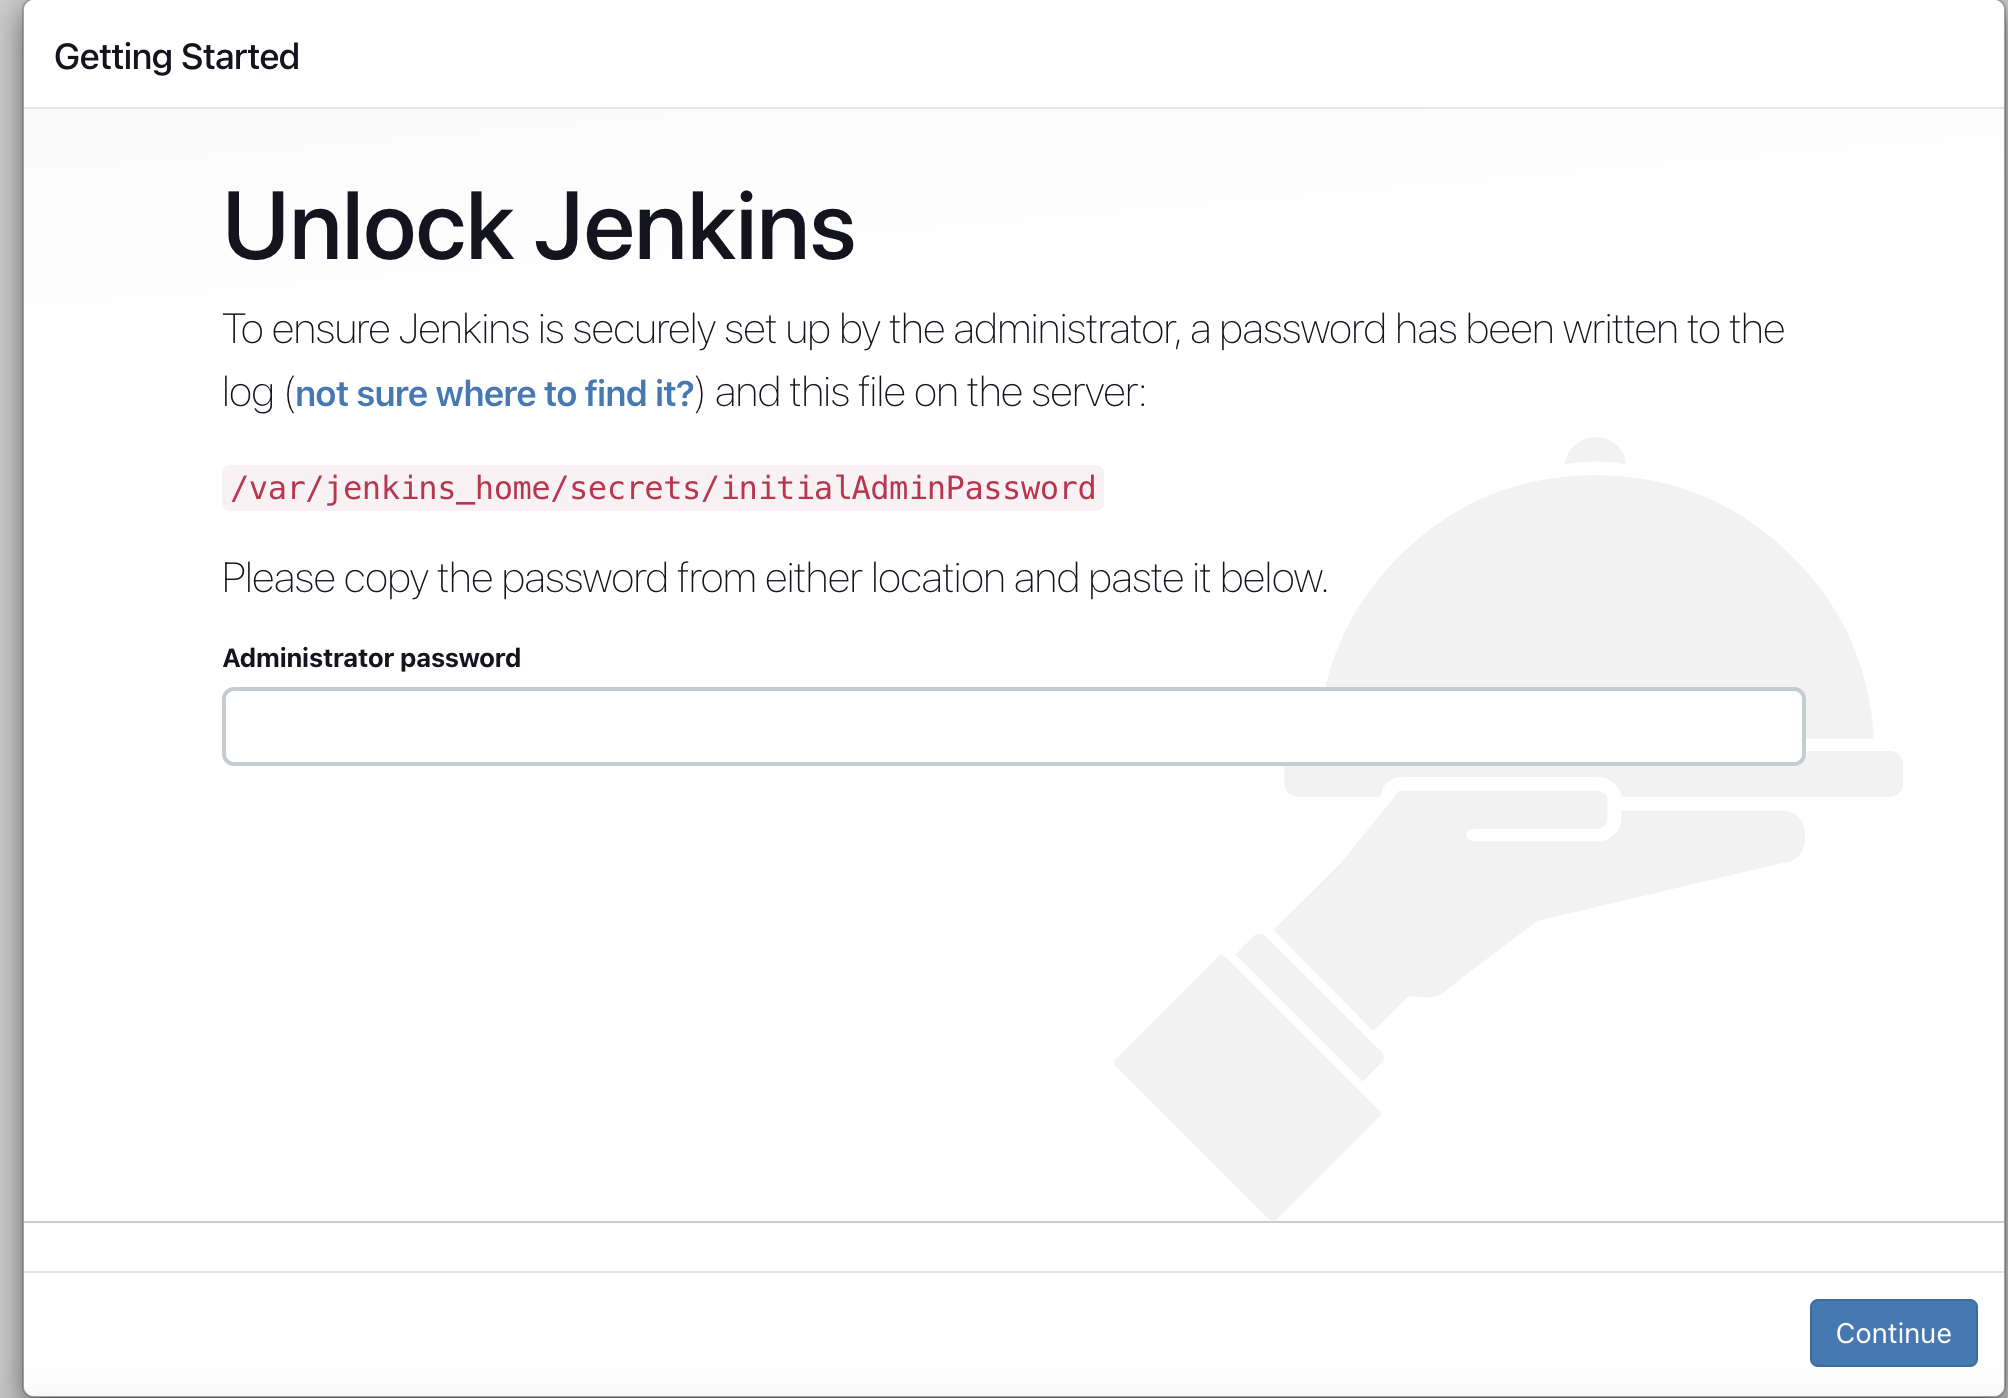 Getting Started
Unlock Jenkins
To ensure Jenkins is securely set up by the administrator, a password has been written to the
log (not sure where to find it?) and this file on the server:
/var/jenkins_home/secrets/initialAdminPassword
Please copy the password from either location and paste it below.
Administrator password
Continue